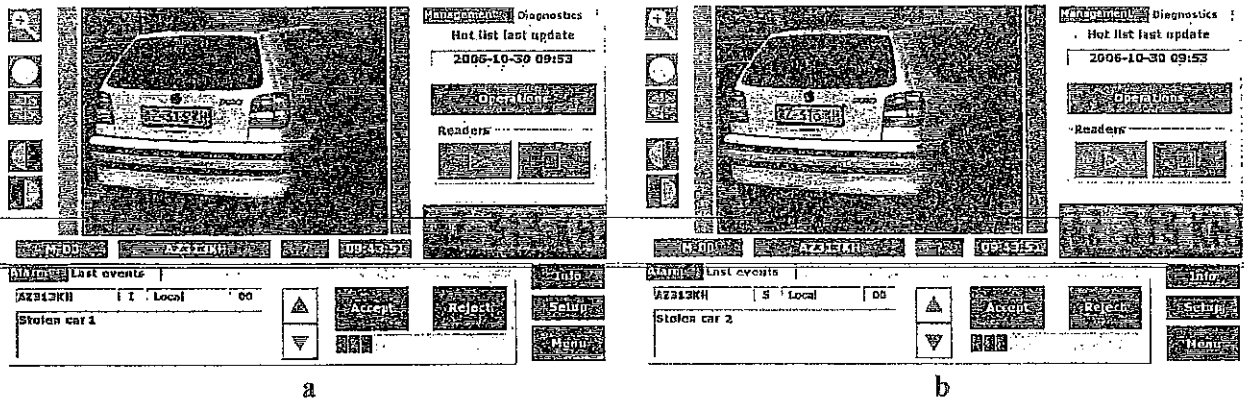 Management Diagnostics
Hot list last update
2006-10-30 09:53
Operations
Readers
AZ313KH
09:43:51
Alarms Last events
AZ313KH I Local 00
Stolen car 1
Accept Reject
Info
Setup
Menu
a
Management Diagnostics
Hot list last update
2006-10-30 09:53
Operations
Readers
AZ313KH
09:43:51
Alarms Last events
AZ313KH S Local 00
Stolen car 2
Accept Reject
Info
Setup
Menu
b